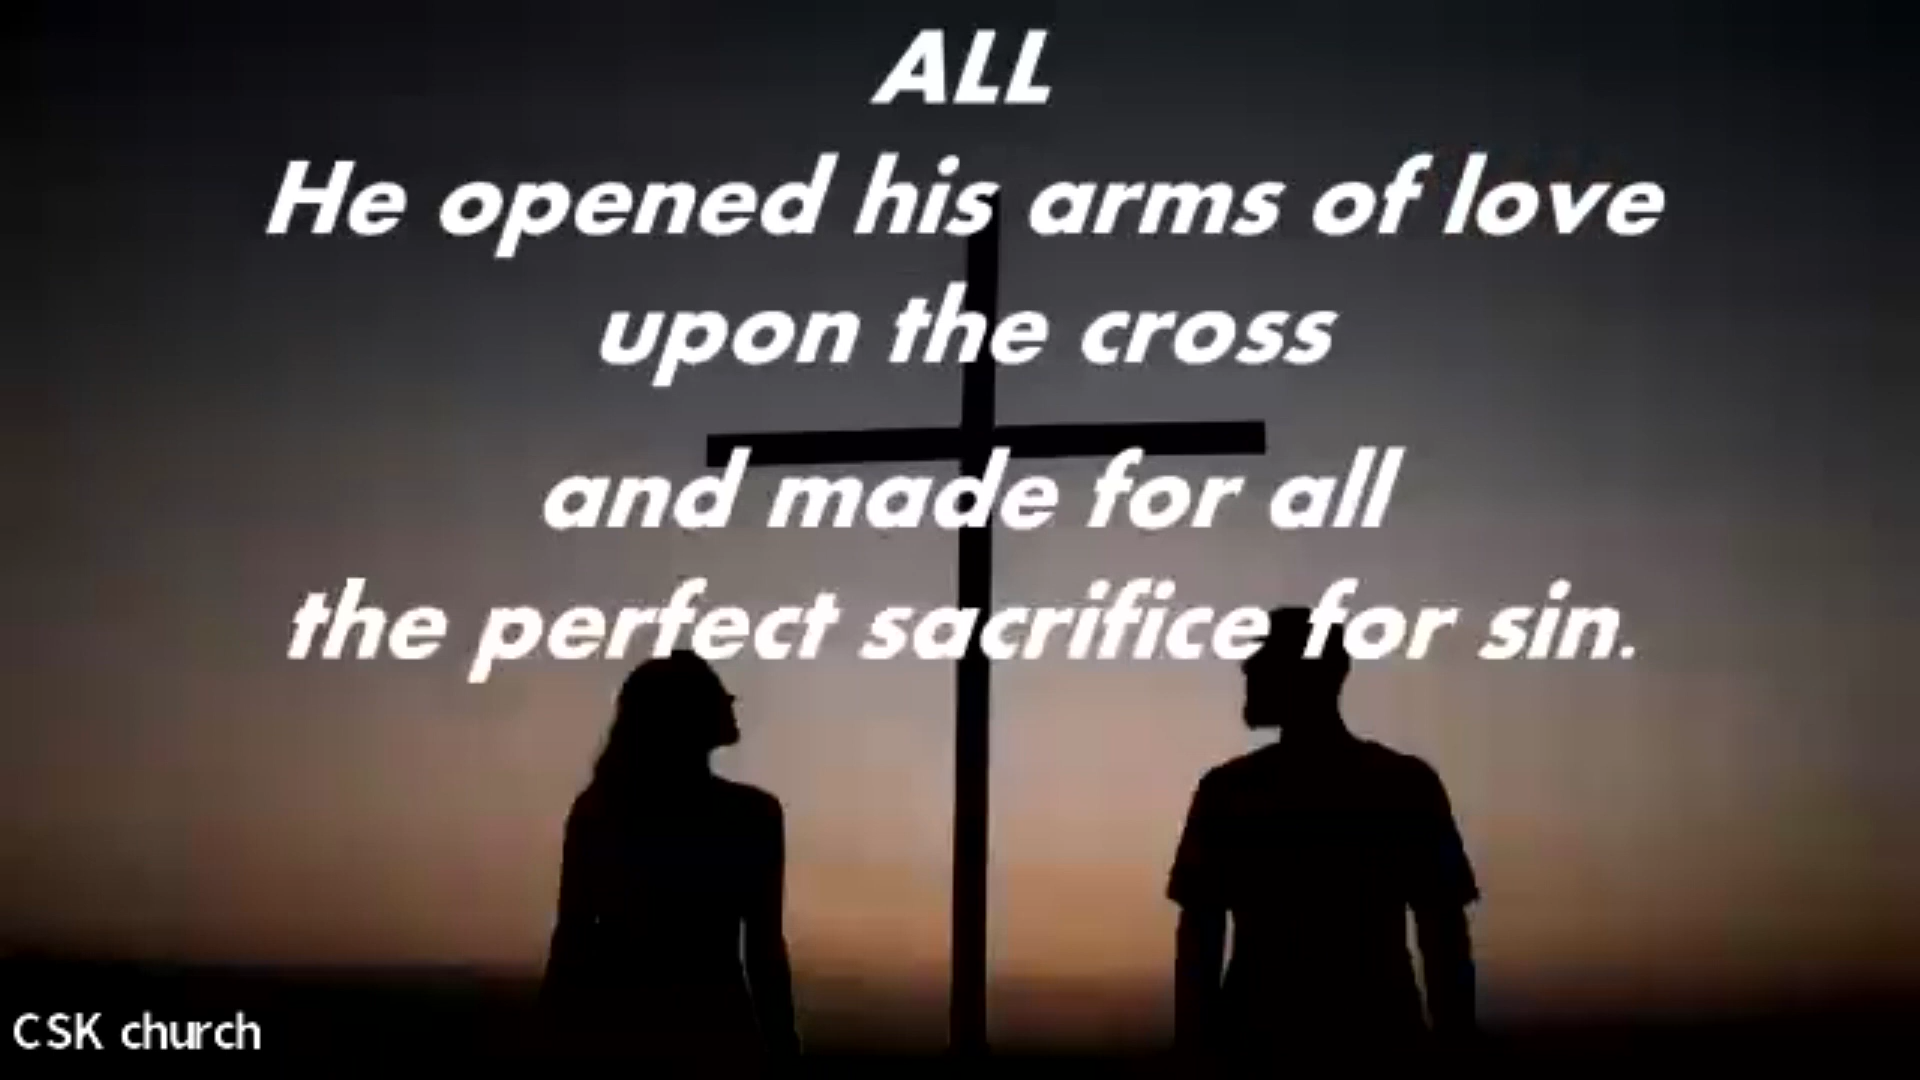 ALL
He opened his arms of love
upon the cross
and made for all
the perfect sacrifice for sin.
CSK church